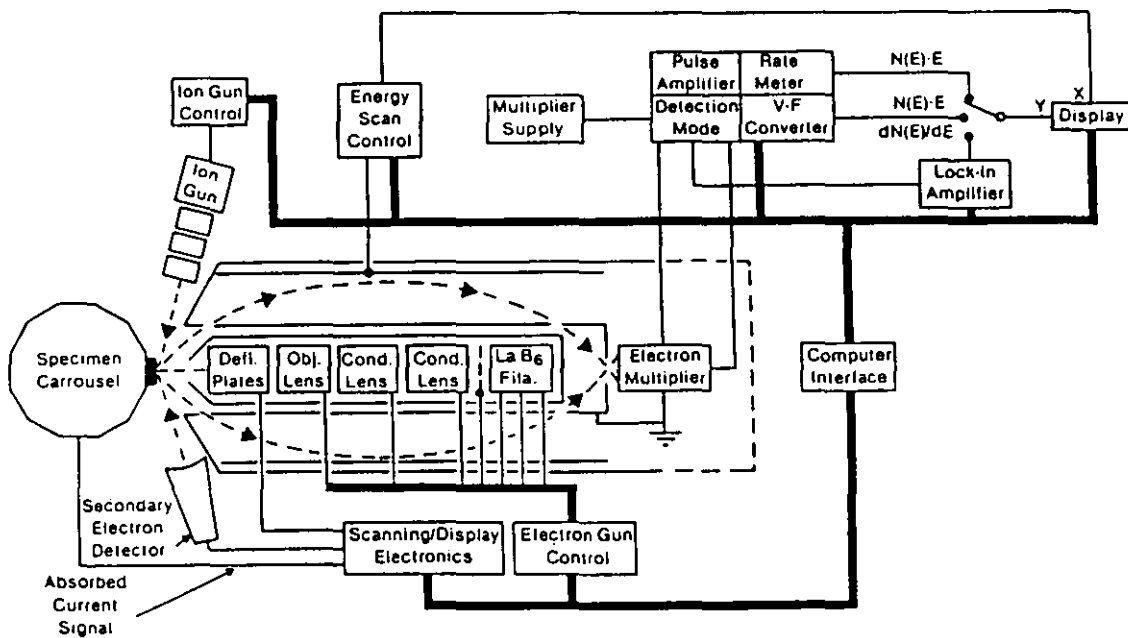 Ion Gun
Control
Energy
Scan
Control
Multiplier
Supply
Pulse
Amplifier
Rate
Meter
Detection
Mode
V-F
Converter
N(E)·E
N(E)·E
dN(E)/dE
X
Y
Display
Lock-In
Amplifier
Ion
Gun
Specimen
Carrousel
Defl.
Plates
Obj.
Lens
Cond.
Lens
Cond.
Lens
La B6
Fila.
Electron
Multiplier
Computer
Interface
Secondary
Electron
Detector
Scanning/Display
Electronics
Electron Gun
Control
Absorbed
Current
Signal